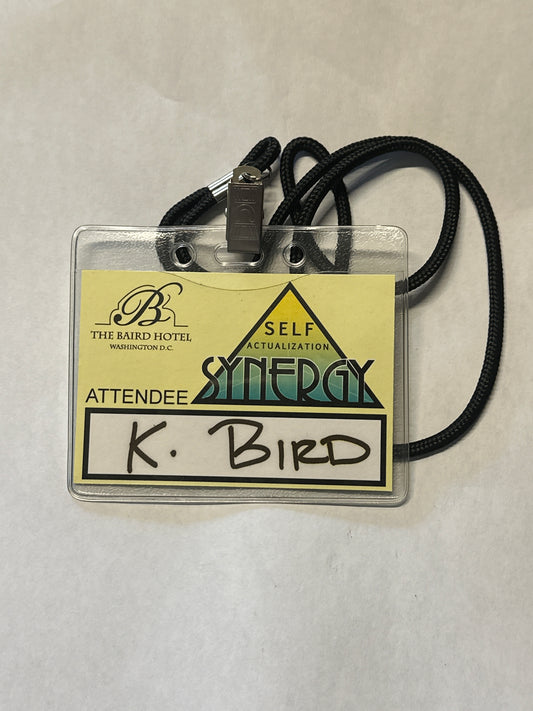 B
THE BAIRD HOTEL
WASHINGTON D.C.
SELF
ACTUALIZATION
SYNERGY
ATTENDEE
K. BIRD